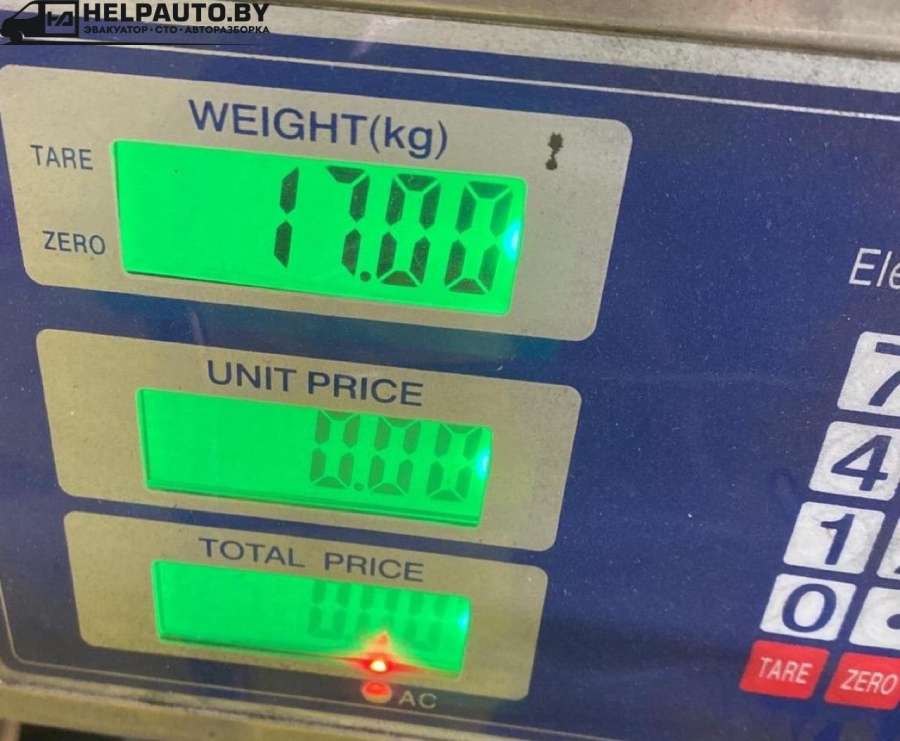 HELPAUTO.BY
ЭВАКУАТОР · СТО · АВТОРАЗБОРКА
WEIGHT(kg)
TARE
17.00
ZERO
UNIT PRICE
0.00
TOTAL PRICE
0.00
AC
Ele
7
4
1
0
TARE
ZERO